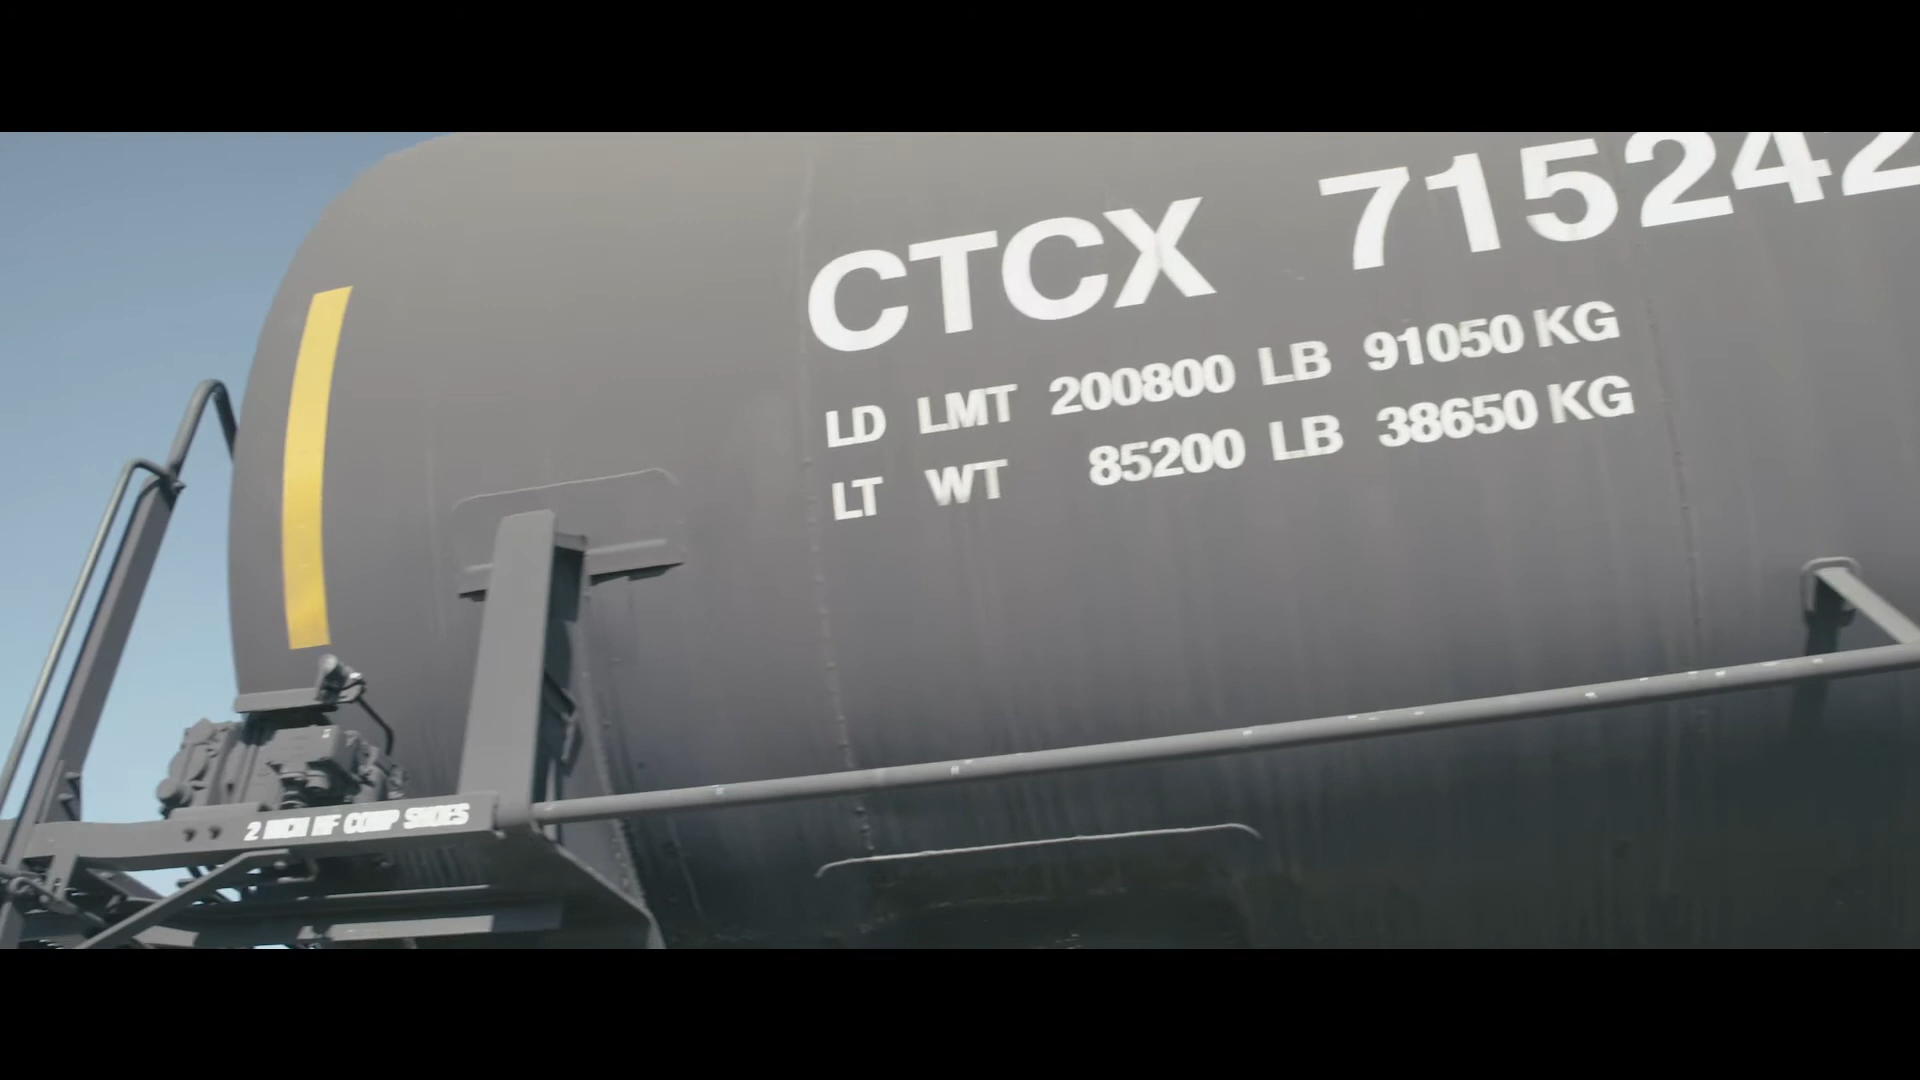 CTCX 715242
LD LMT 200800 LB 91050 KG
LT WT 85200 LB 38650 KG
2 INCH HF COMP SHOES